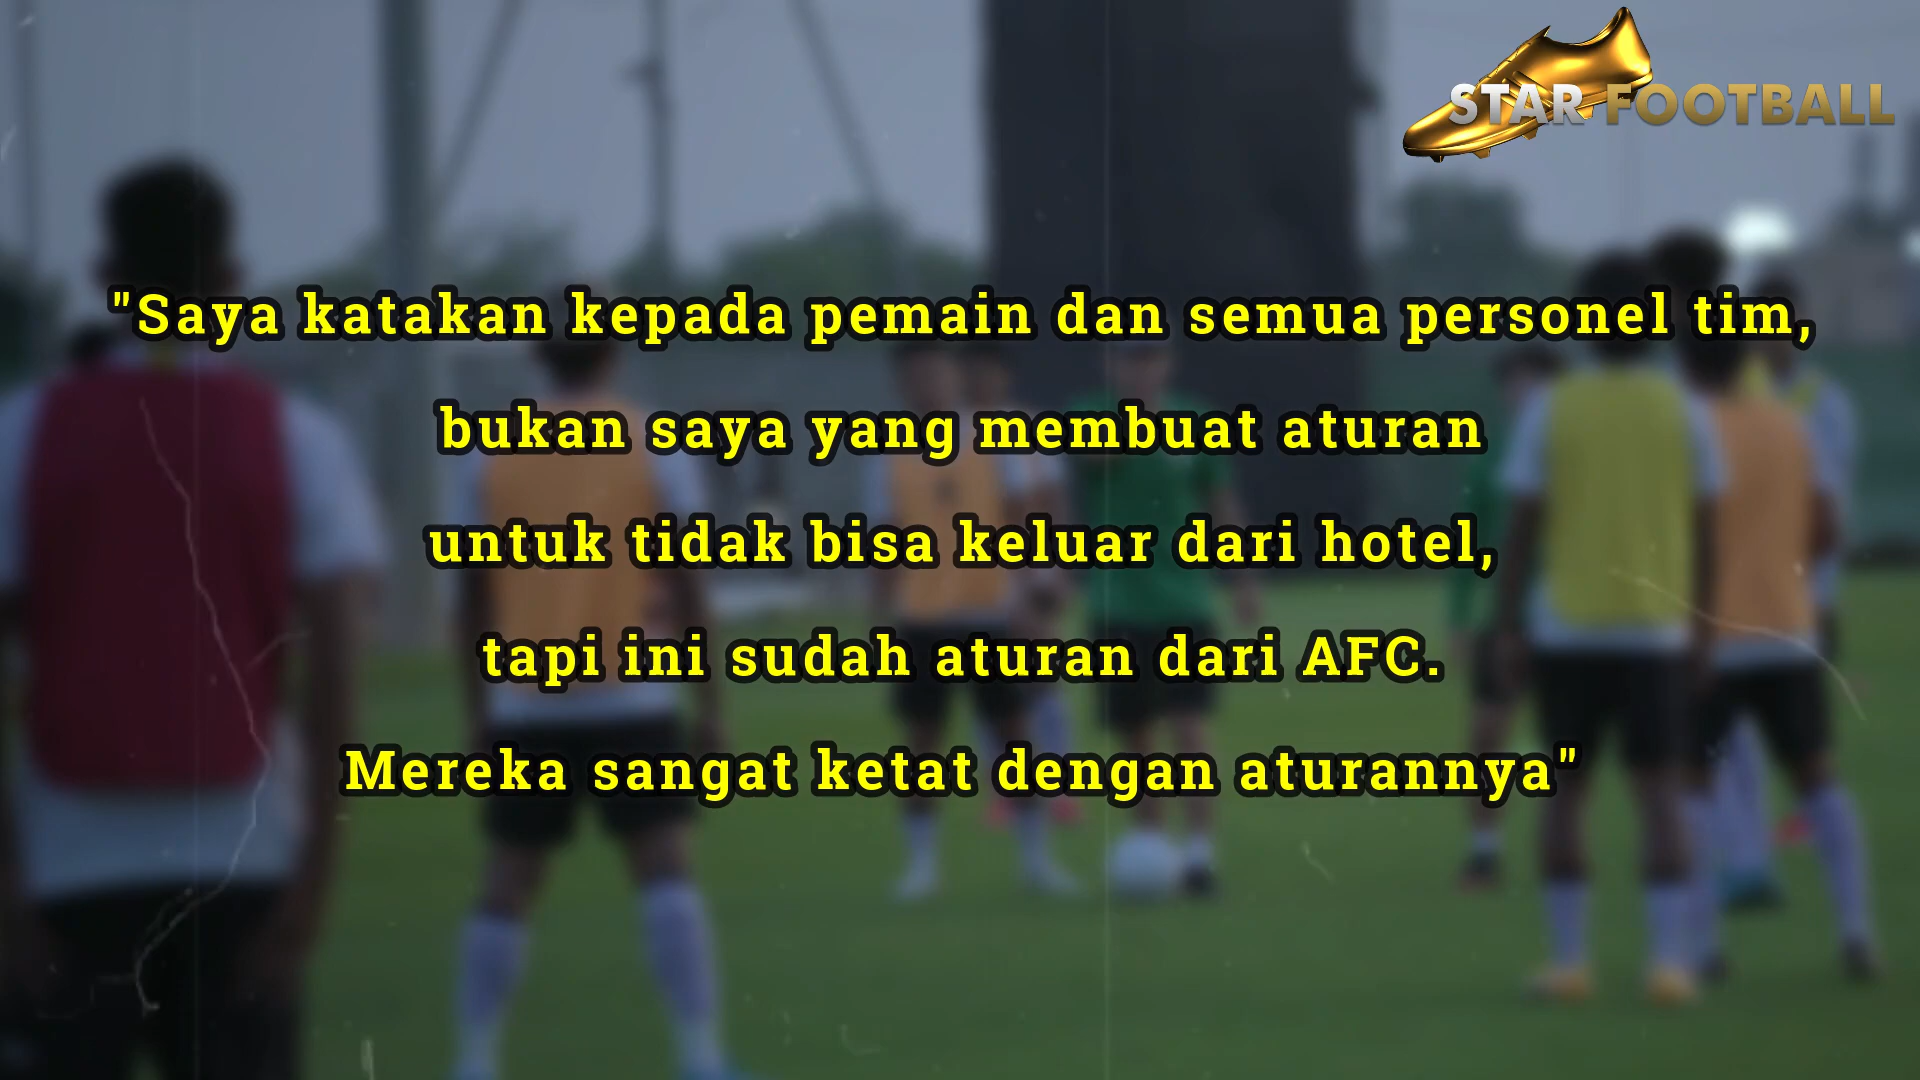 STAR FOOTBALL
"Saya katakan kepada pemain dan semua personel tim,
bukan saya yang membuat aturan
untuk tidak bisa keluar dari hotel,
tapi ini sudah aturan dari AFC.
Mereka sangat ketat dengan aturannya"